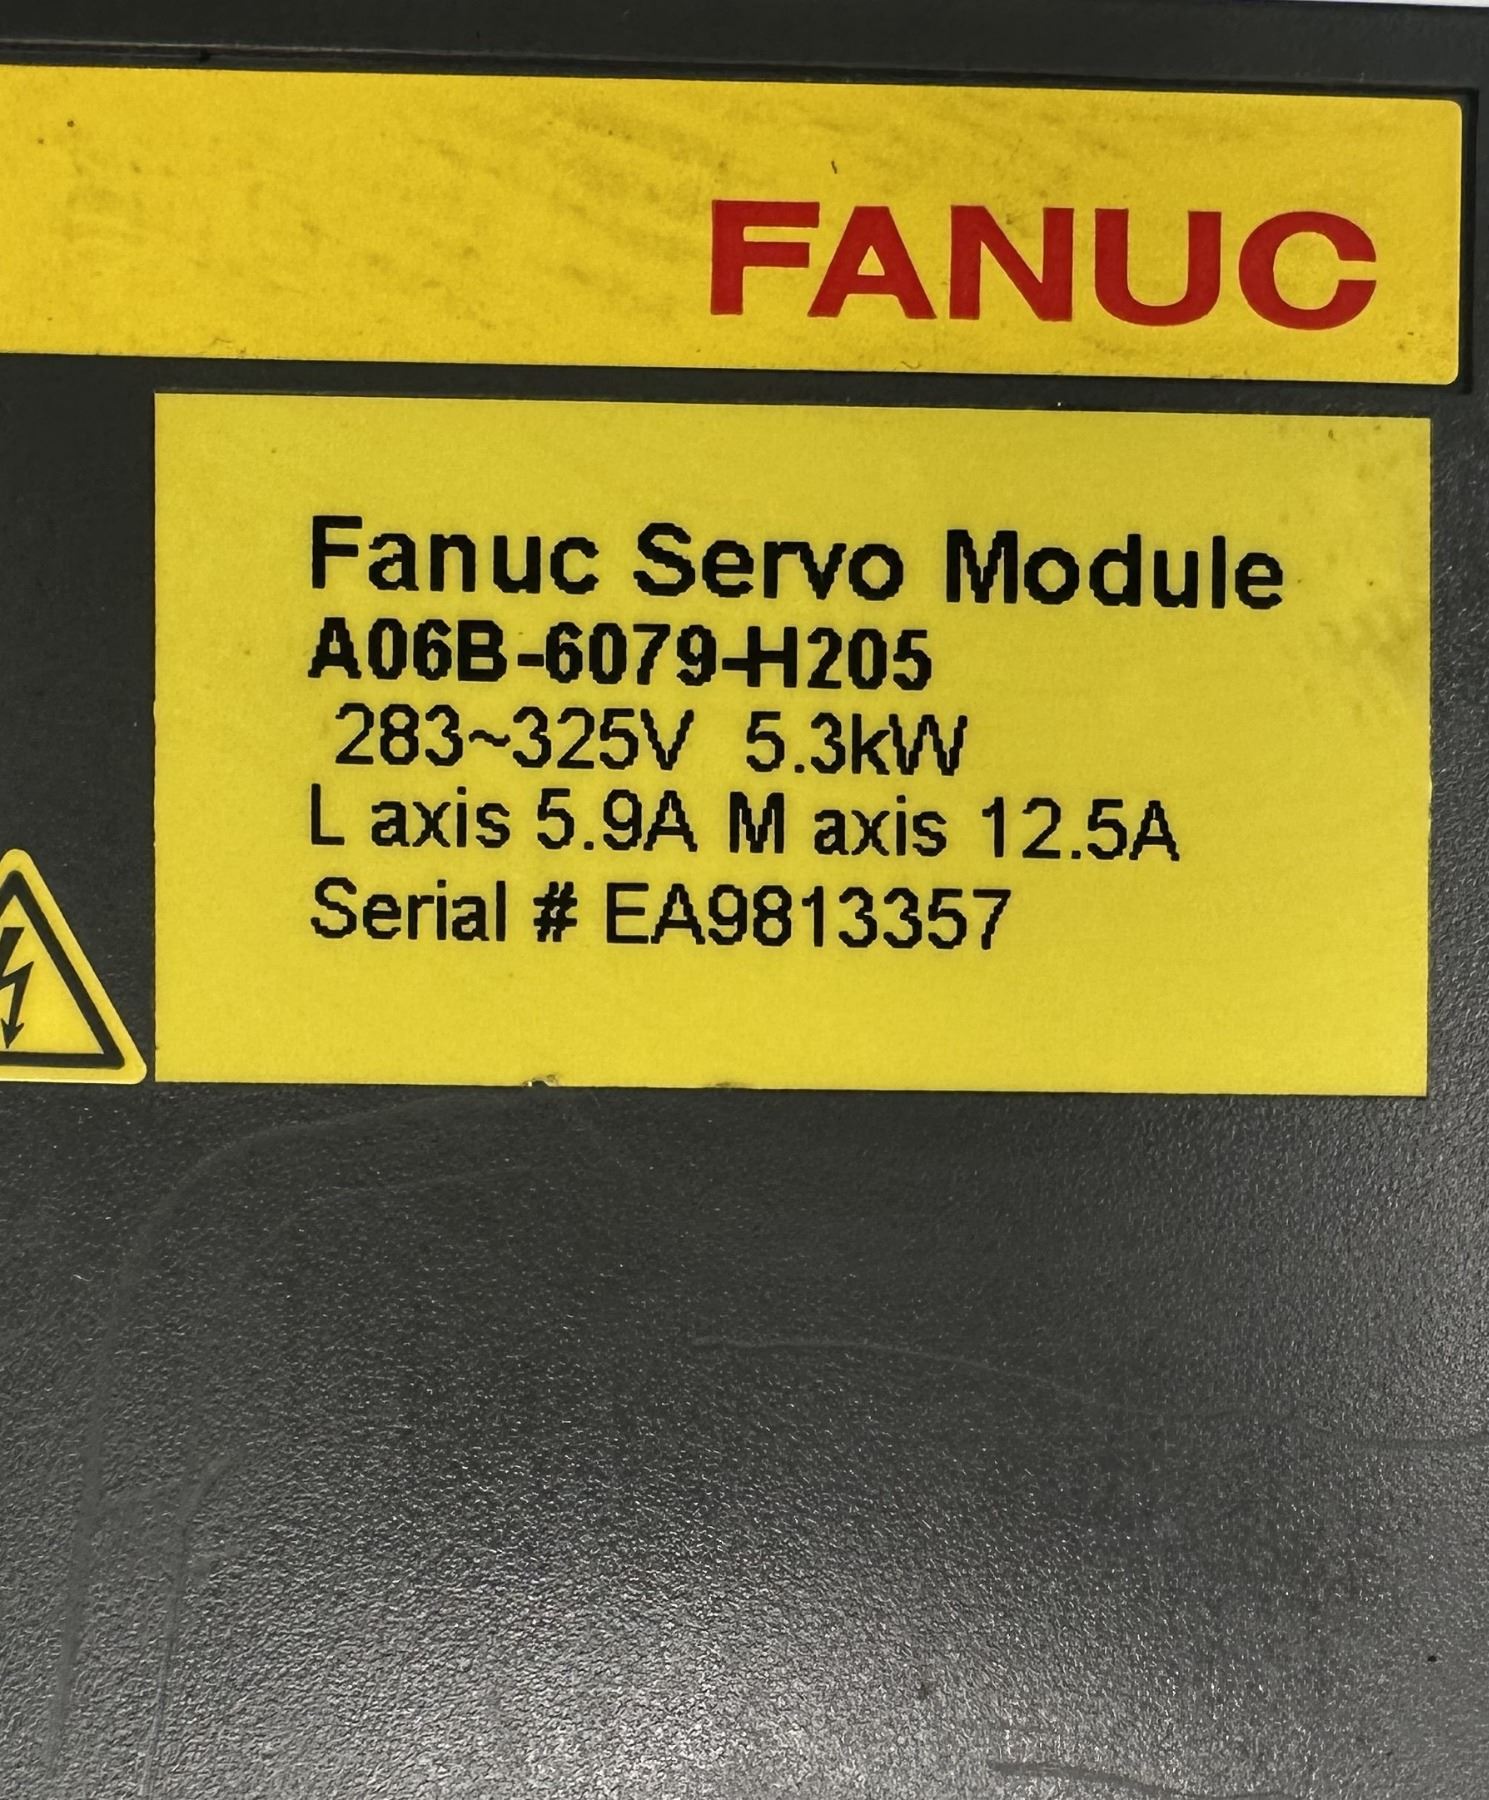 FANUC
Fanuc Servo Module
A06B-6079-H205
283~325V 5.3kW
L axis 5.9A M axis 12.5A
Serial # EA9813357